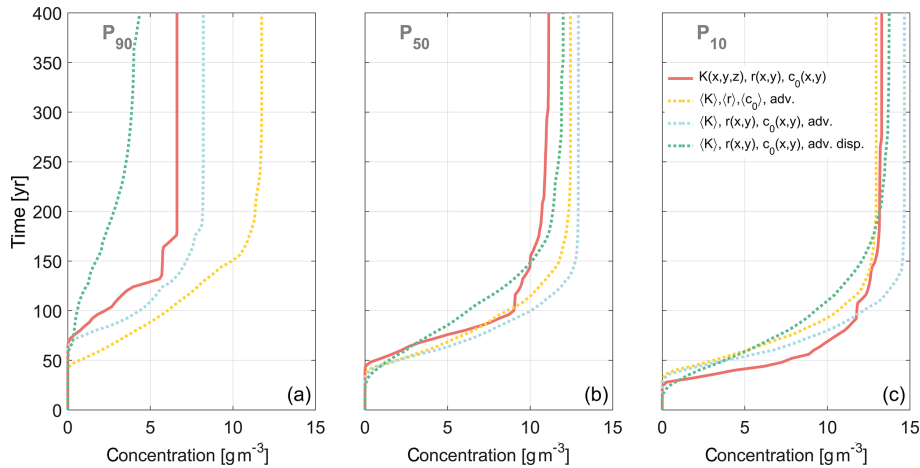 P90
P50
P10
400
350
300
250
200
150
100
50
0
Time [yr]
K(x,y,z), r(x,y), c0(x,y)
⟨K⟩,⟨r⟩,⟨c0⟩, adv.
⟨K⟩, r(x,y), c0(x,y), adv.
⟨K⟩, r(x,y), c0(x,y), adv. disp.
(a)
(b)
(c)
0 5 10 15
0 5 10 15
0 5 10 15
Concentration [g m⁻³]
Concentration [g m⁻³]
Concentration [g m⁻³]